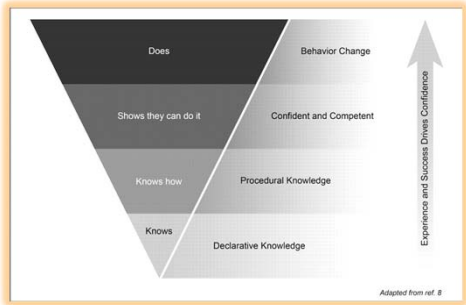 Does
Behavior Change
Shows they can do it
Confident and Competent
Knows how
Procedural Knowledge
Knows
Declarative Knowledge
Experience and Success Drives Confidence
Adapted from ref. 8